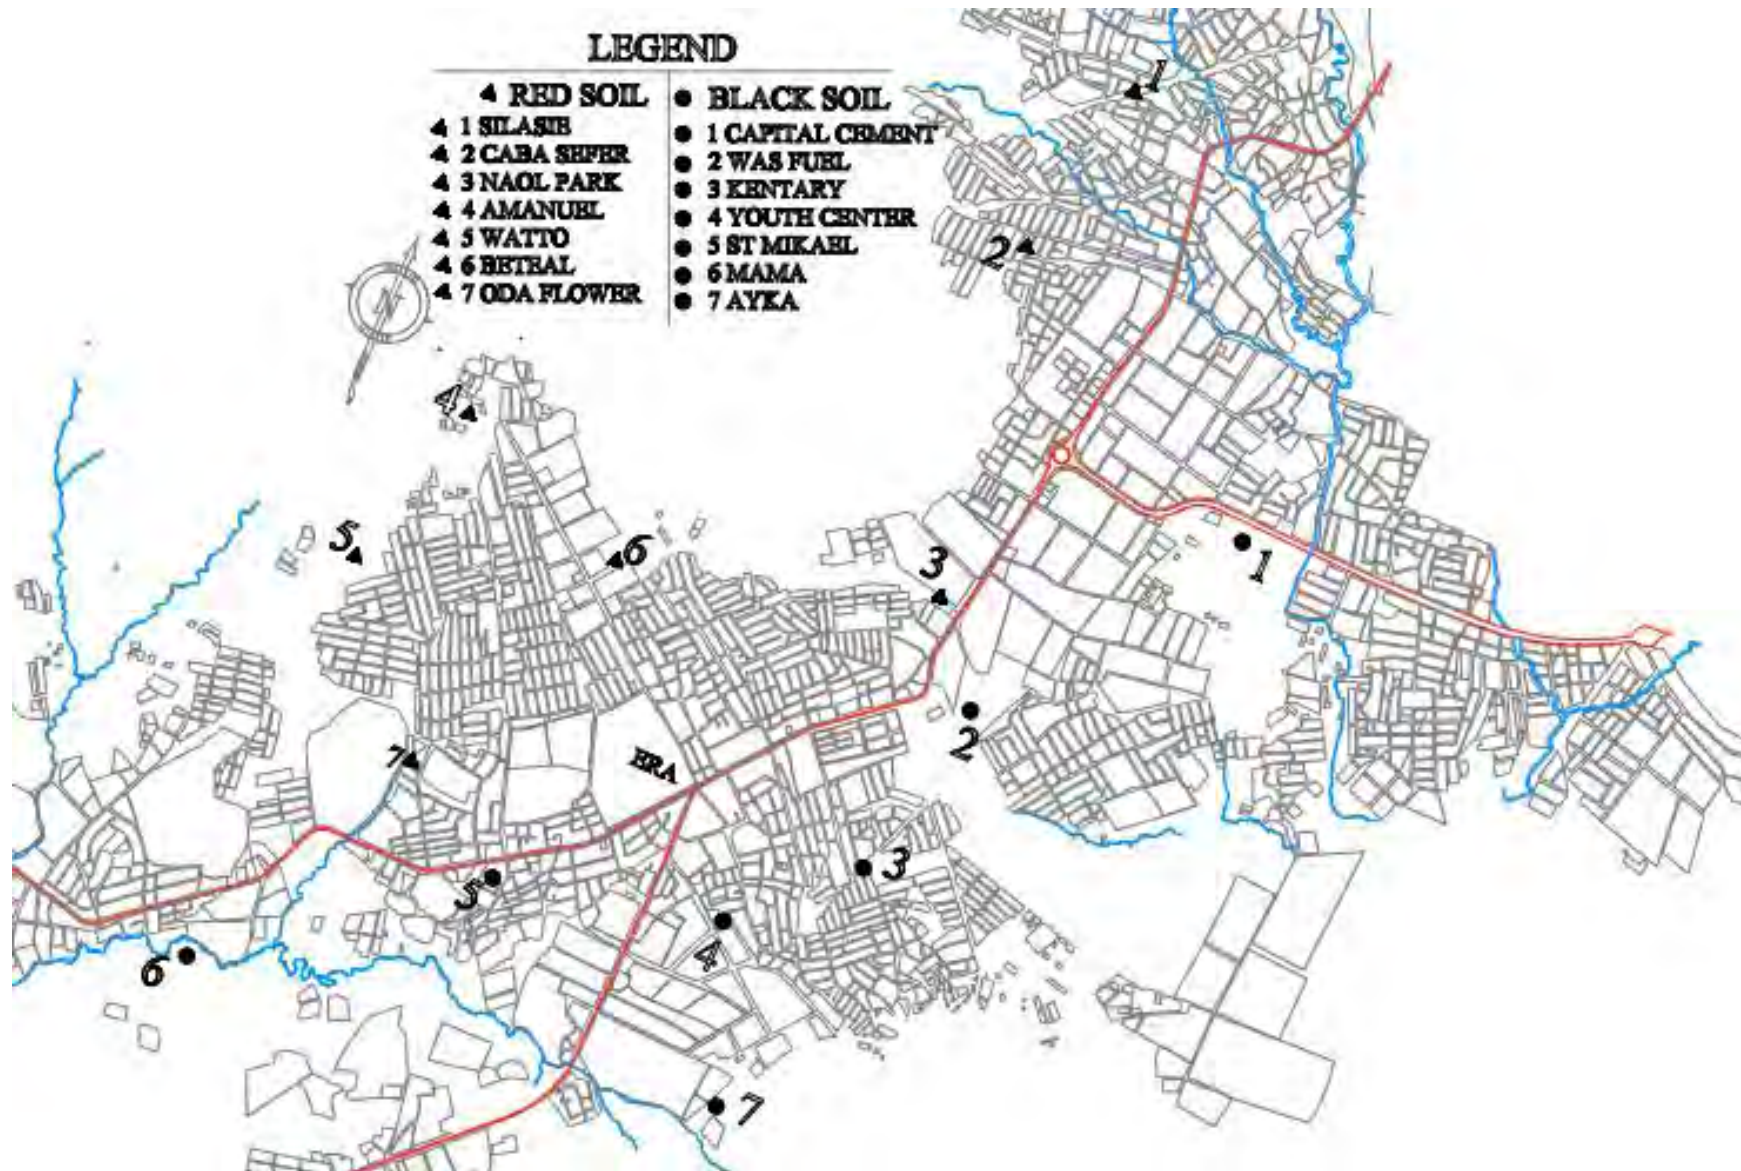 LEGEND
RED SOIL
1 SILASIE
2 CABA SEFER
3 NAOL PARK
4 AMANUEL
5 WATTO
6 BETEAL
7 ODA FLOWER
BLACK SOIL
1 CAPITAL CEMENT
2 WAS FUEL
3 KENTARY
4 YOUTH CENTER
5 ST MIKAEL
6 MAMA
7 AYKA
N
1
2
4
5
6
3
1
7
ERA
2
3
5
4
6
7